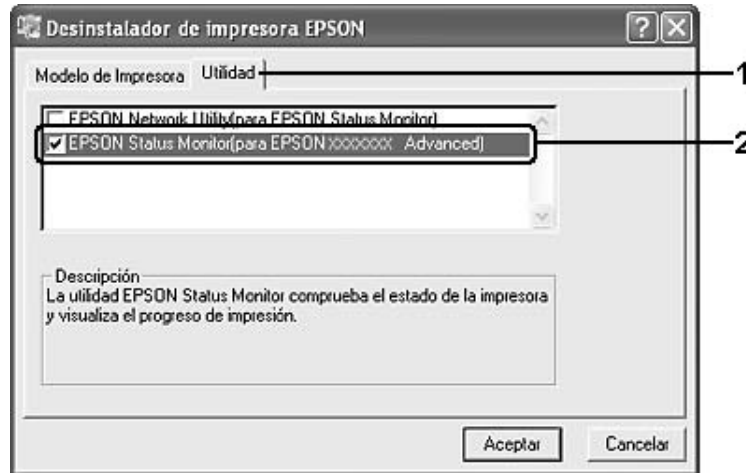 Desinstalador de impresora EPSON
Modelo de Impresora Utilidad 1
EPSON Network Utility(para EPSON Status Monitor)
EPSON Status Monitor(para EPSON XXXXXXX Advanced) 2
Descripción
La utilidad EPSON Status Monitor comprueba el estado de la impresora
y visualiza el progreso de impresión.
Aceptar Cancelar